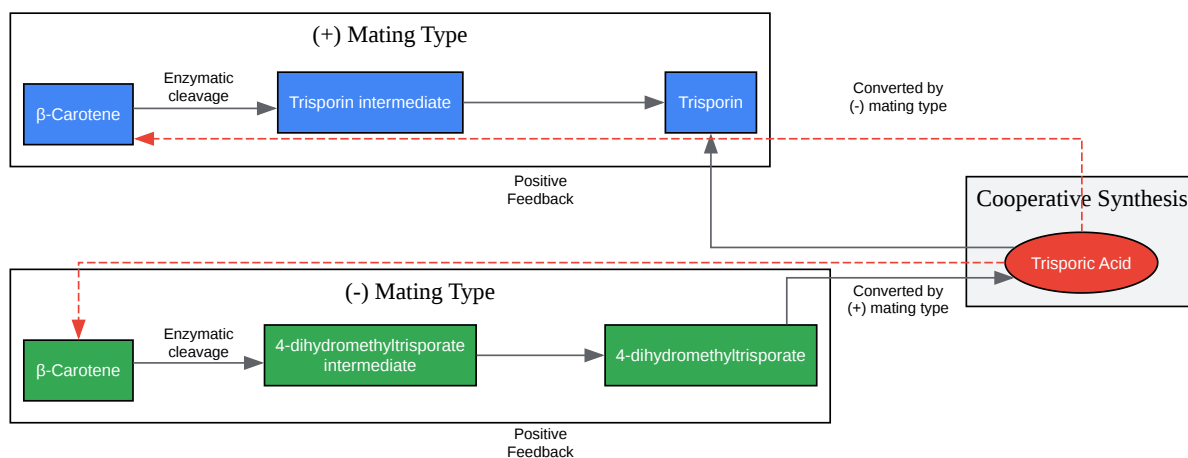 (+) Mating Type
β-Carotene
Enzymatic
cleavage
Trisporin intermediate
Trisporin
Converted by
(-) mating type
Positive
Feedback
Cooperative Synthesis
Trisporic Acid
(-) Mating Type
β-Carotene
Enzymatic
cleavage
4-dihydromethyltrisporate
intermediate
4-dihydromethyltrisporate
Converted by
(+) mating type
Positive
Feedback